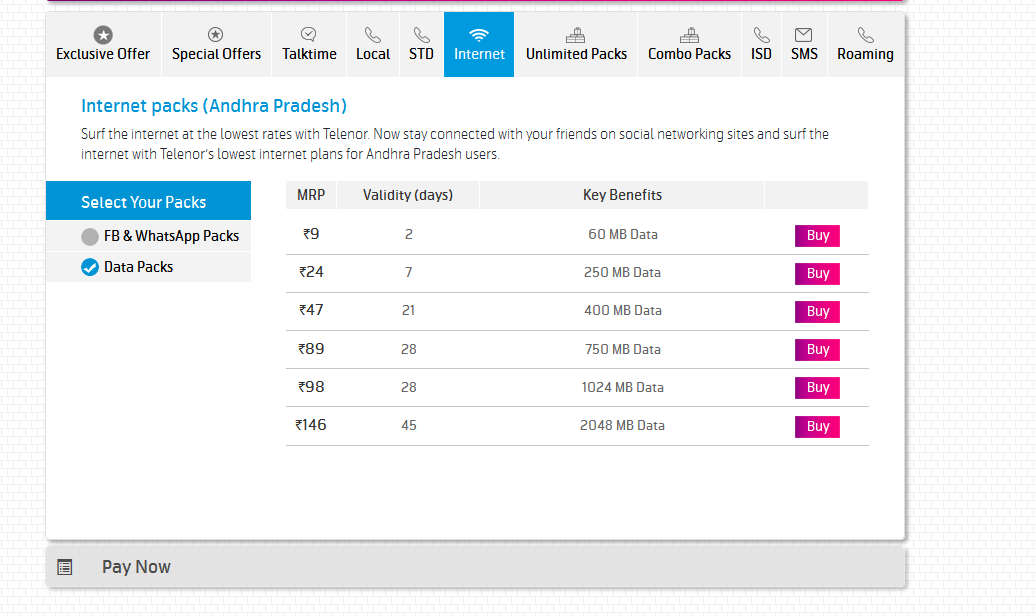 Exclusive Offer Special Offers Talktime Local STD Internet Unlimited Packs Combo Packs ISD SMS Roaming
Internet packs (Andhra Pradesh)
Surf the internet at the lowest rates with Telenor. Now stay connected with your friends on social networking sites and surf the
internet with Telenor's lowest internet plans for Andhra Pradesh users.
Select Your Packs
FB & WhatsApp Packs
Data Packs
MRP Validity (days) Key Benefits
₹9 2 60 MB Data Buy
₹24 7 250 MB Data Buy
₹47 21 400 MB Data Buy
₹89 28 750 MB Data Buy
₹98 28 1024 MB Data Buy
₹146 45 2048 MB Data Buy
Pay Now